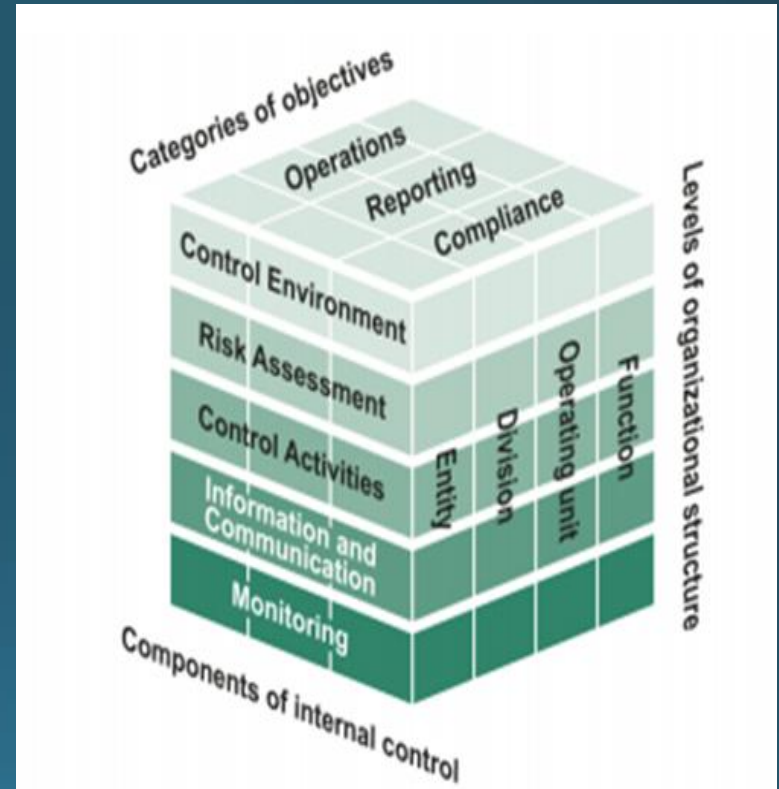 Categories of objectives
Operations
Reporting
Compliance
Control Environment
Risk Assessment
Control Activities
Information and
Communication
Monitoring
Components of internal control
Entity
Division
Operating unit
Function
Levels of organizational structure